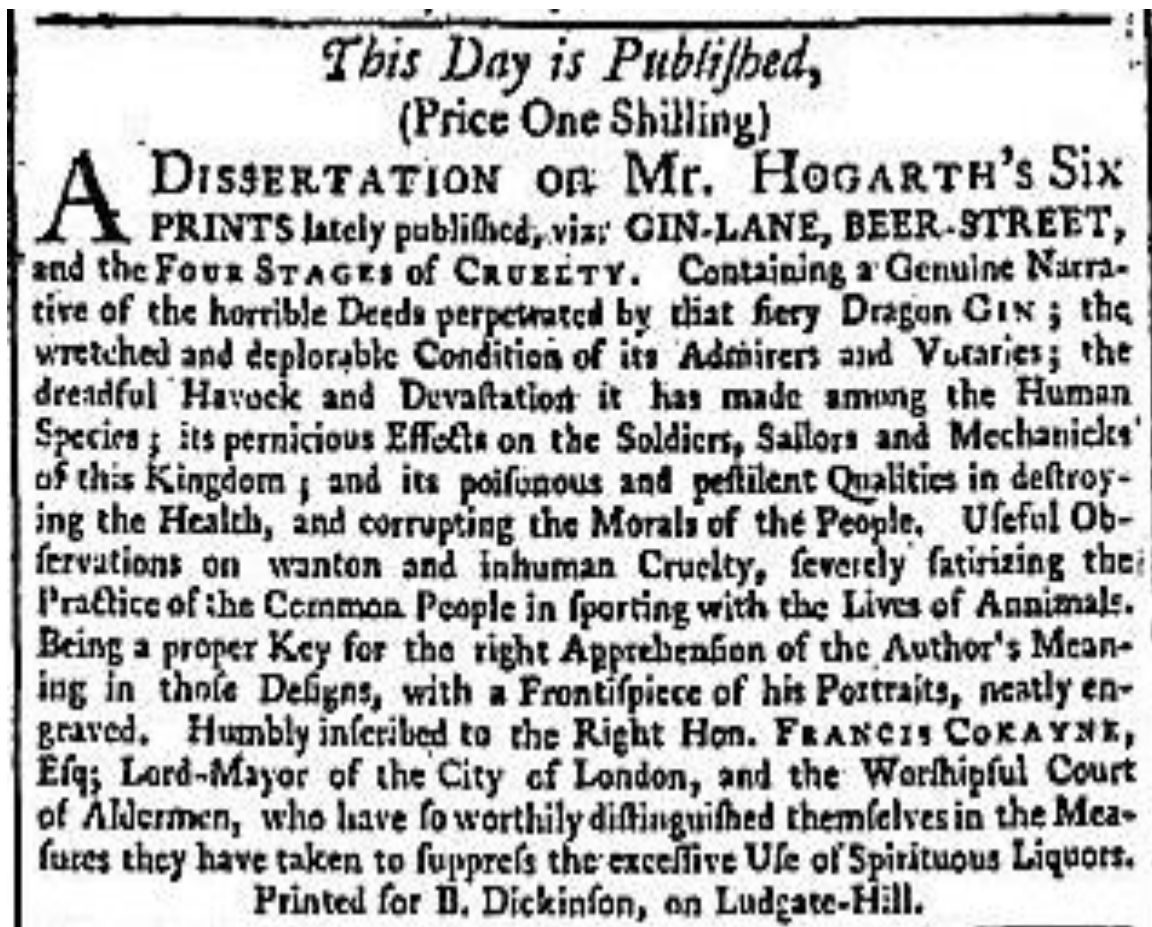 This Day is Publiſhed,
(Price One Shilling)
A DISSERTATION on Mr. HOGARTH's Six
PRINTS lately publiſhed, viz: GIN-LANE, BEER-STREET,
and the FOUR STAGES of CRUELTY. Containing a Genuine Narra-
tive of the horrible Deeds perpetrated by that fiery Dragon GIN; the
wretched and deplorable Condition of its Admirers and Votaries; the
dreadful Havock and Devaſtation it has made among the Human
Species; its pernicious Effects on the Soldiers, Sailors and Mechanicks
of this Kingdom; and its poiſonous and peſtilent Qualities in deſtroy-
ing the Health, and corrupting the Morals of the People. Uſeful Ob-
ſervations on wanton and inhuman Cruelty, ſeverely ſatirizing the
Practice of the Common People in ſporting with the Lives of Annimals.
Being a proper Key for the right Apprehenſion of the Author's Mean-
ing in thoſe Deſigns, with a Frontiſpiece of his Portraits, neatly en-
graved. Humbly inſcribed to the Right Hon. FRANCIS COKAYNE,
Eſq; Lord-Mayor of the City of London, and the Worſhipful Court
of Aldermen, who have ſo worthily diſtinguiſhed themſelves in the Mea-
ſures they have taken to ſuppreſs the exceſſive Uſe of Spirituous Liquors.
Printed for B. Dickinſon, on Ludgate-Hill.